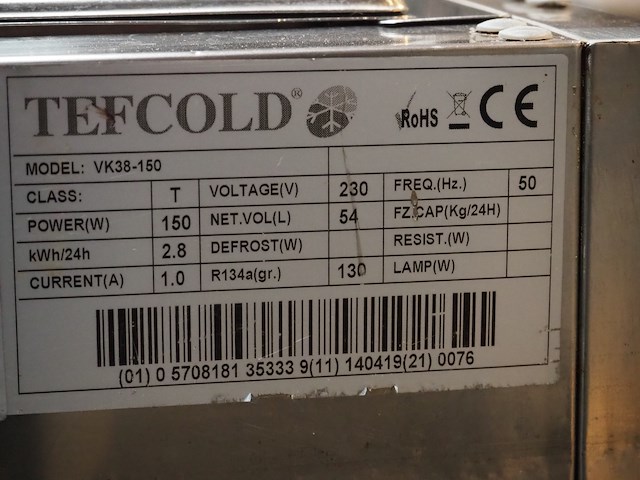 TEFCOLD®
RoHS CE
MODEL: VK38-150
CLASS: T VOLTAGE(V) 230 FREQ.(Hz.) 50
POWER(W) 150 NET.VOL(L) 54 FZ.CAP(Kg/24H)
kWh/24h 2.8 DEFROST(W) RESIST.(W)
CURRENT(A) 1.0 R134a(gr.) 130 LAMP(W)
(01) 0 5708181 35333 9(11) 140419(21) 0076